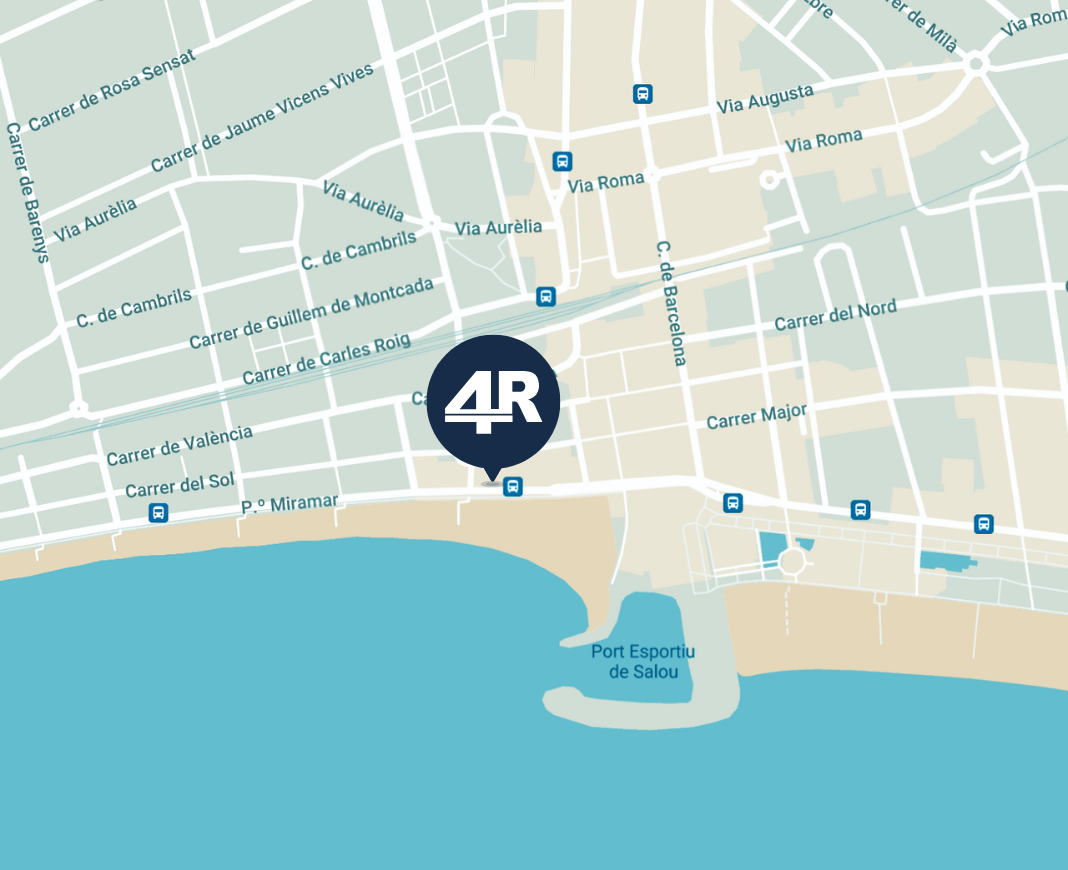 Carrer de Rosa Sensat
Carrer de Jaume Vicens Vives
Carrer de Barenys
Via Aurèlia
Via Aurèlia
Via Aurèlia
C. de Cambrils
C. de Cambrils
Carrer de Guillem de Montcada
Carrer de Carles Roig
Carrer de València
Carrer del Sol
P.º Miramar
4R
Via Augusta
Via Roma
Via Roma
Via Rom
C. de Barcelona
Carrer del Nord
Carrer Major
Port Esportiu
de Salou